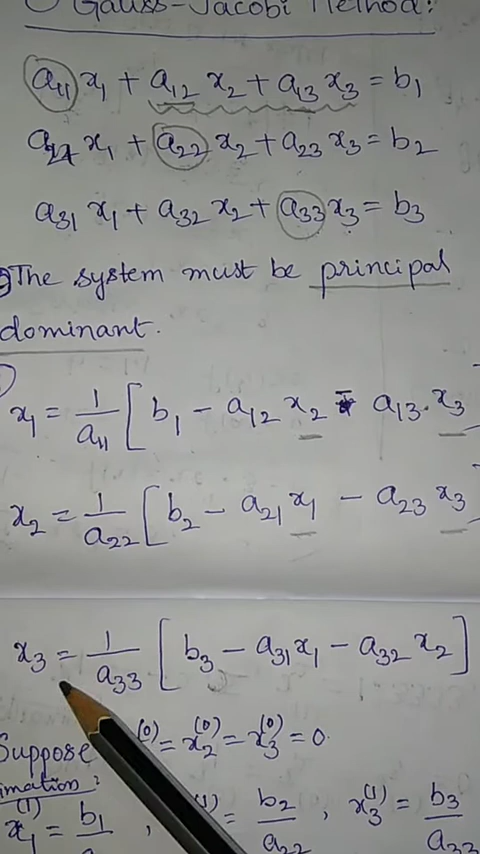 Gauss-Jacobi Method:
a₁₁ x₁ + a₁₂ x₂ + a₁₃ x₃ = b₁
x₁ + a₂₂ x₂ + a₂₃ x₃ = b₂
a₃₁ x₁ + a₃₂ x₂ + a₃₃ x₃ = b₃
The system must be principal
dominant.
x₁ = 1/a₁₁ [ b₁ - a₁₂ x₂ - a₁₃. x₃
x₂ = 1/a₂₂ [ b₂ - a₂₁ x₁ - a₂₃ x₃
x₃ = 1/a₃₃ [ b₃ - a₃₁ x₁ - a₃₂ x₂ ]
Suppose ⁽⁰⁾ = x₂⁽⁰⁾ = x₃⁽⁰⁾ = 0.
x₁⁽¹⁾ = b₁/ , ⁽¹⁾ = b₂/a₂₂ , x₃⁽¹⁾ = b₃/a₃₃